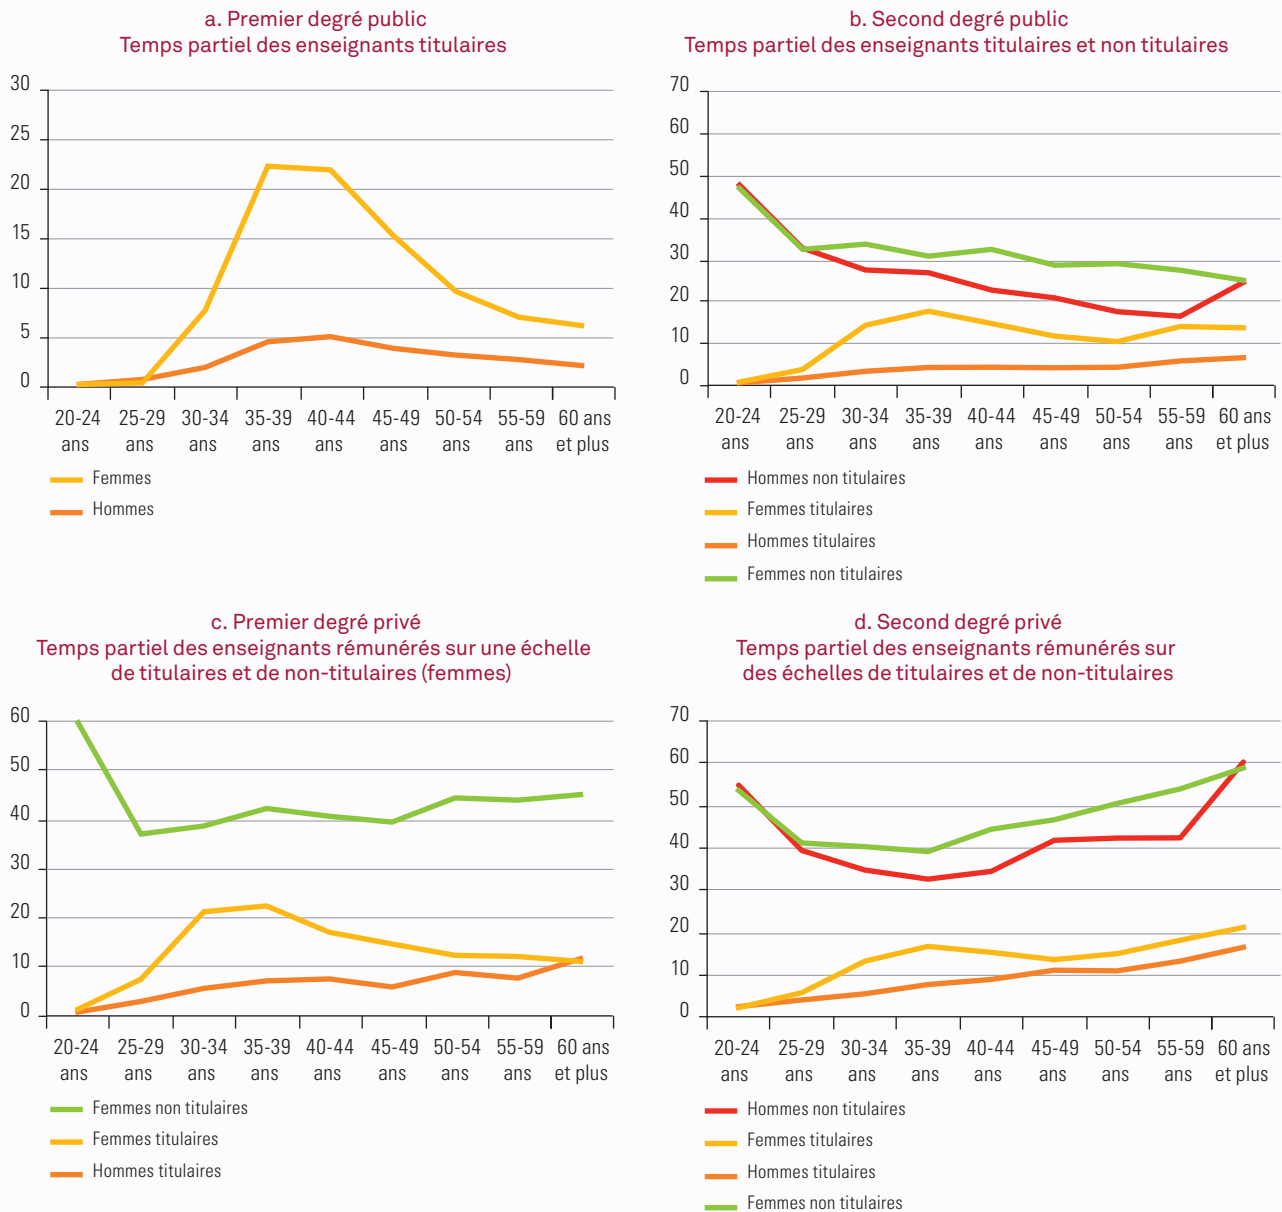 a. Premier degré public
Temps partiel des enseignants titulaires
30
25
20
15
10
5
0
20-24 25-29 30-34 35-39 40-44 45-49 50-54 55-59 60 ans
ans ans ans ans ans ans ans ans et plus
Femmes
Hommes
b. Second degré public
Temps partiel des enseignants titulaires et non titulaires
70
60
50
40
30
20
10
0
20-24 25-29 30-34 35-39 40-44 45-49 50-54 55-59 60 ans
ans ans ans ans ans ans ans ans et plus
Hommes non titulaires
Femmes titulaires
Hommes titulaires
Femmes non titulaires
c. Premier degré privé
Temps partiel des enseignants rémunérés sur une échelle
de titulaires et de non-titulaires (femmes)
60
50
40
30
20
10
0
20-24 25-29 30-34 35-39 40-44 45-49 50-54 55-59 60 ans
ans ans ans ans ans ans ans ans et plus
Femmes non titulaires
Femmes titulaires
Hommes titulaires
d. Second degré privé
Temps partiel des enseignants rémunérés sur
des échelles de titulaires et de non-titulaires
70
60
50
40
30
20
10
0
20-24 25-29 30-34 35-39 40-44 45-49 50-54 55-59 60 ans
ans ans ans ans ans ans ans ans et plus
Hommes non titulaires
Femmes titulaires
Hommes titulaires
Femmes non titulaires